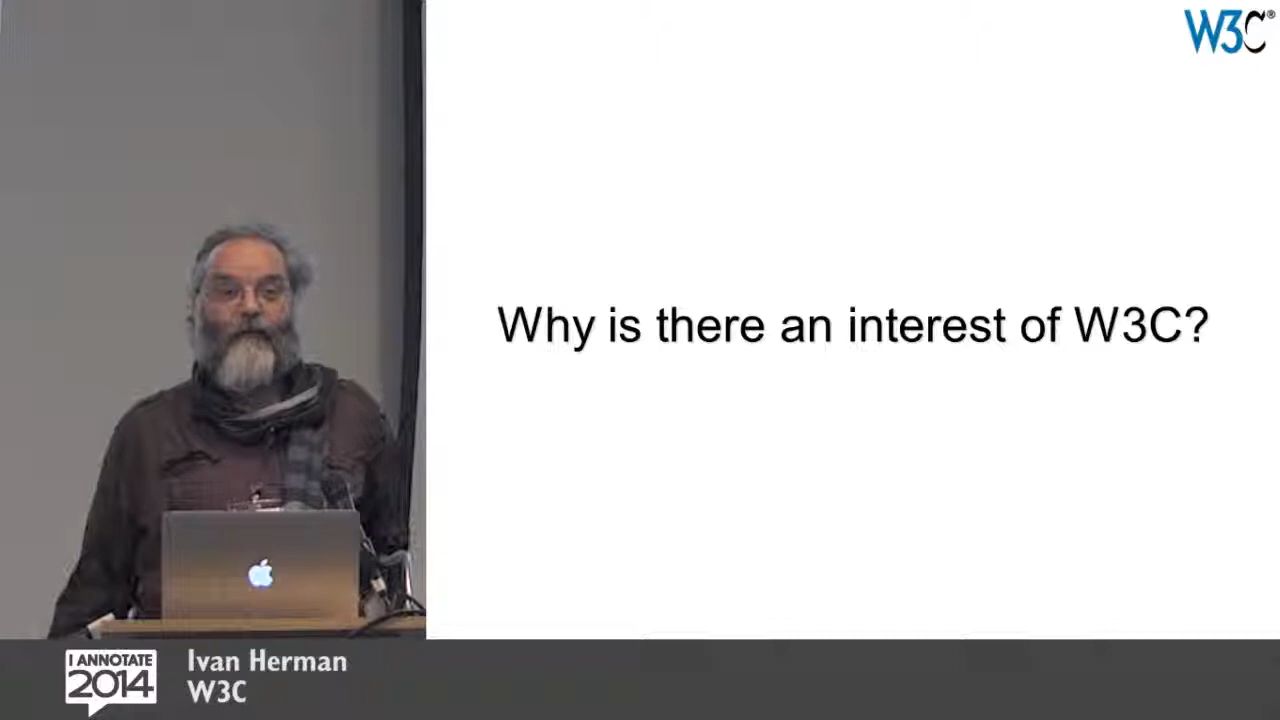 W3C®
Why is there an interest of W3C?
I ANNOTATE
2014
Ivan Herman
W3C